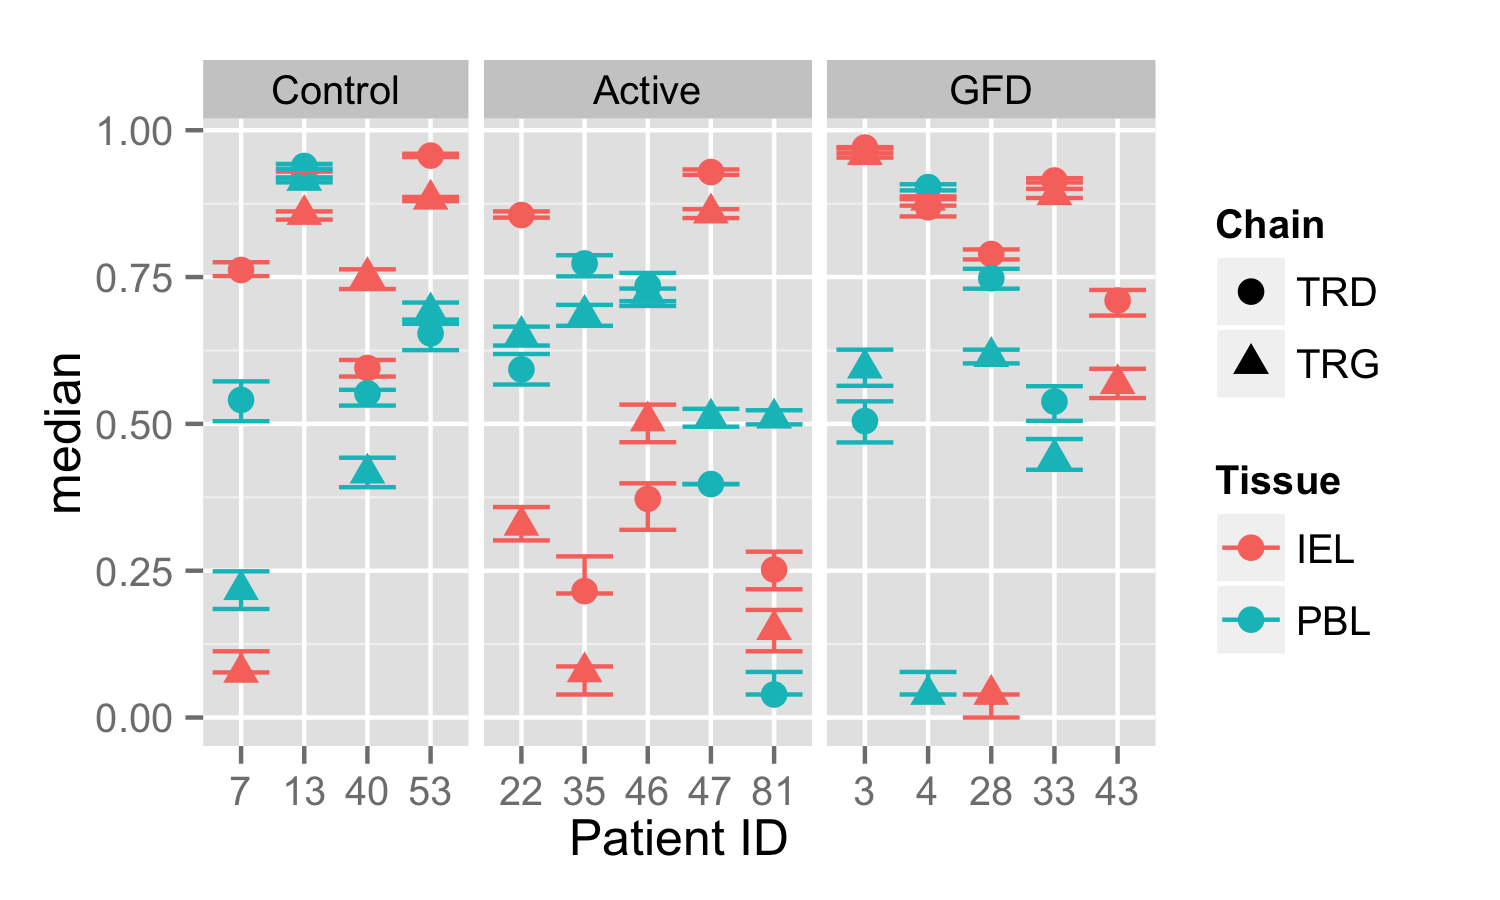 Control Active GFD
1.00
0.75
0.50
0.25
0.00
median
7 13 40 53 22 35 46 47 81 3 4 28 33 43
Patient ID
Chain
TRD
TRG
Tissue
IEL
PBL